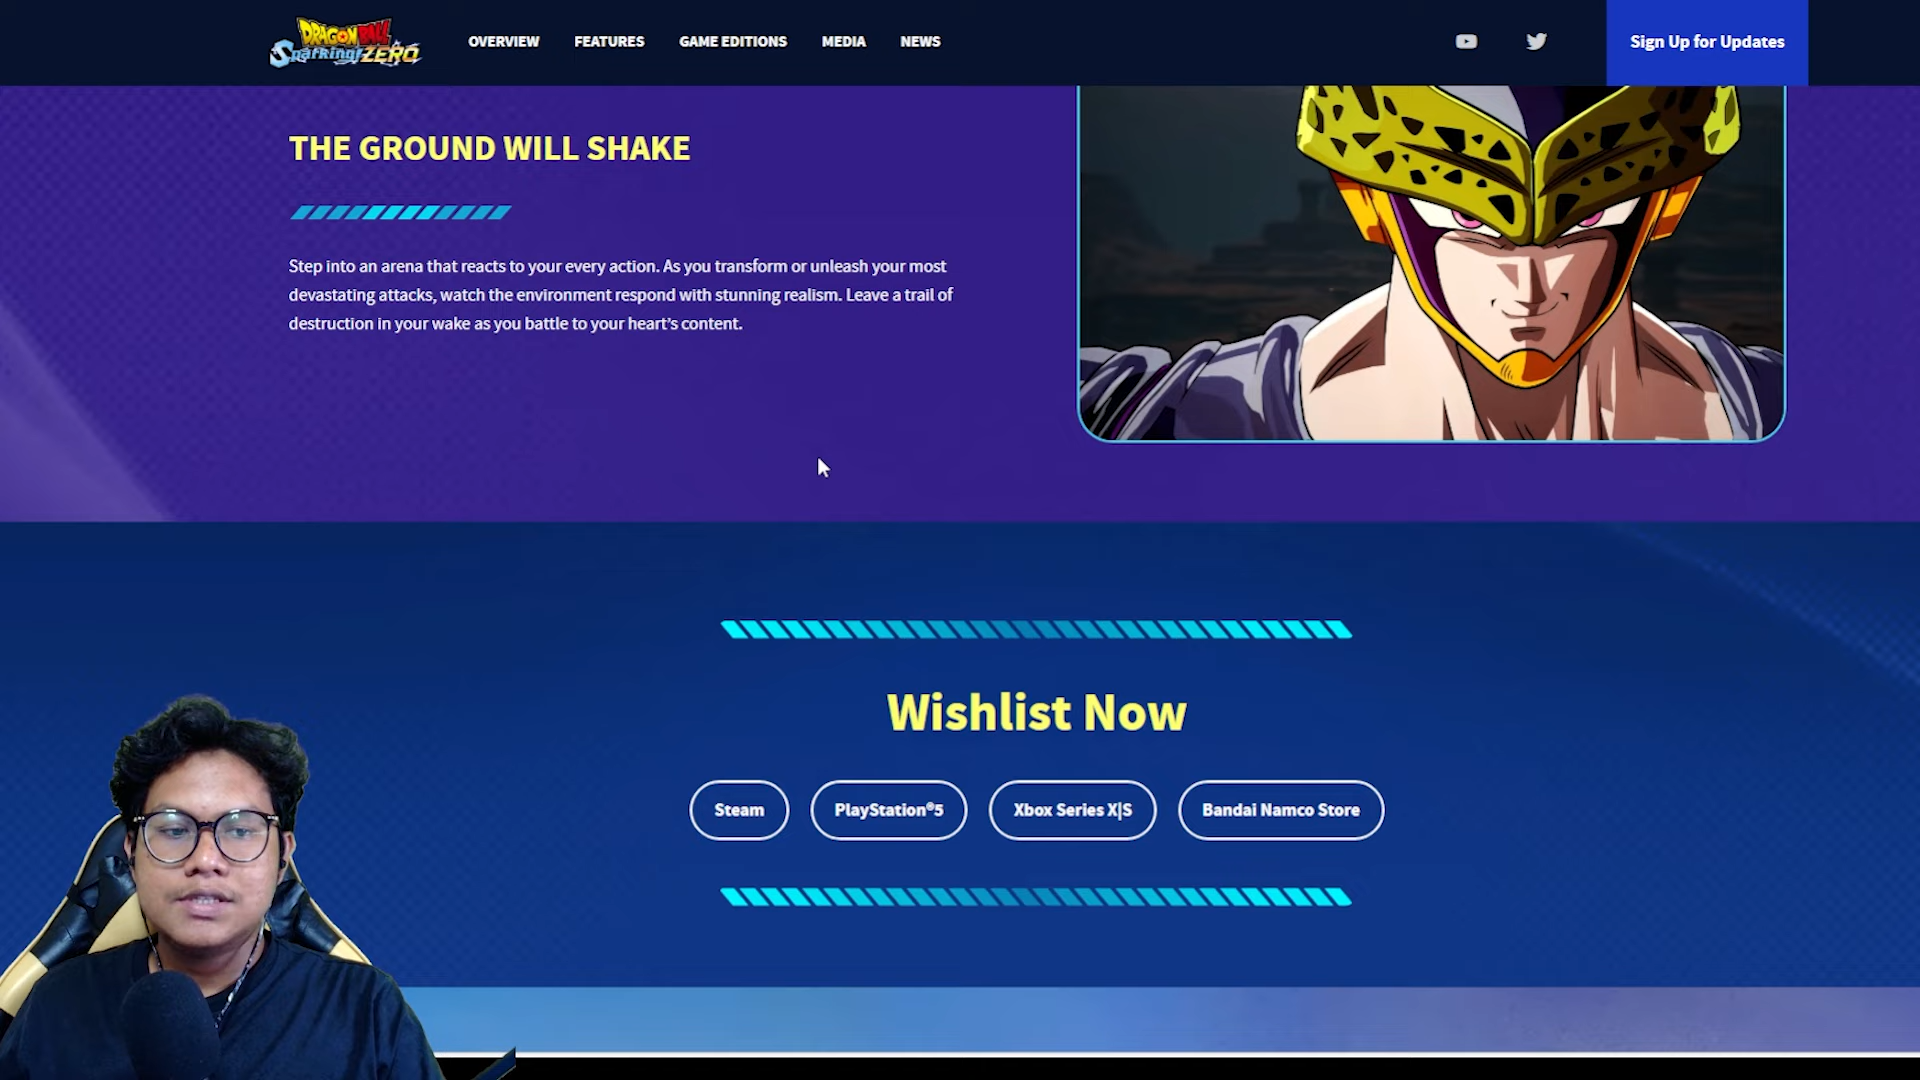 DRAGON BALL
Sparking! ZERO
OVERVIEW
FEATURES
GAME EDITIONS
MEDIA
NEWS
Sign Up for Updates
THE GROUND WILL SHAKE
Step into an arena that reacts to your every action. As you transform or unleash your most
devastating attacks, watch the environment respond with stunning realism. Leave a trail of
destruction in your wake as you battle to your heart’s content.
Wishlist Now
Steam
PlayStation®5
Xbox Series X|S
Bandai Namco Store